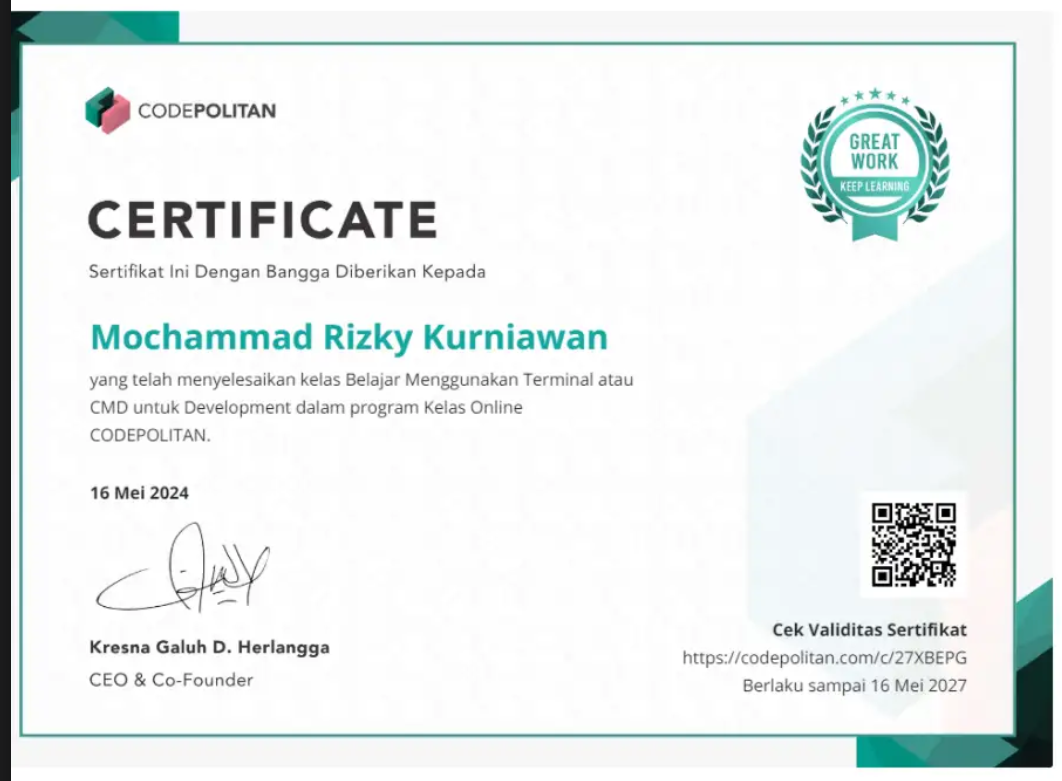 CODEPOLITAN
GREAT
WORK
KEEP LEARNING
CERTIFICATE
Sertifikat Ini Dengan Bangga Diberikan Kepada
Mochammad Rizky Kurniawan
yang telah menyelesaikan kelas Belajar Menggunakan Terminal atau
CMD untuk Development dalam program Kelas Online
CODEPOLITAN.
16 Mei 2024
Kresna Galuh D. Herlangga
CEO & Co-Founder
Cek Validitas Sertifikat
https://codepolitan.com/c/27XBEPG
Berlaku sampai 16 Mei 2027